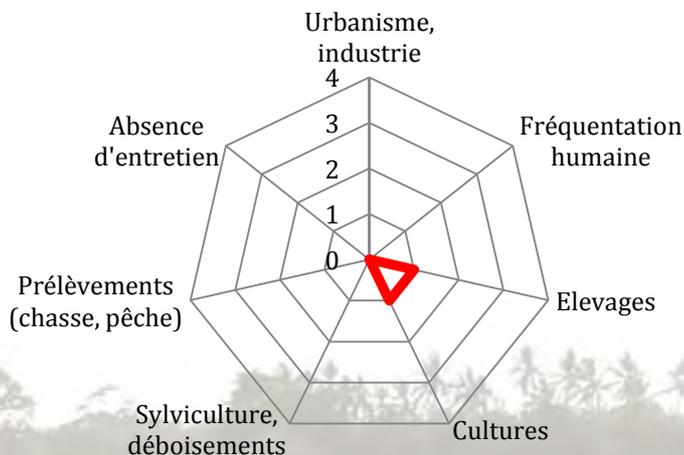 Urbanisme,
industrie
4
3
2
1
0
Absence
d'entretien
Fréquentation
humaine
Prélèvements
(chasse, pêche)
Elevages
Sylviculture,
déboisements
Cultures